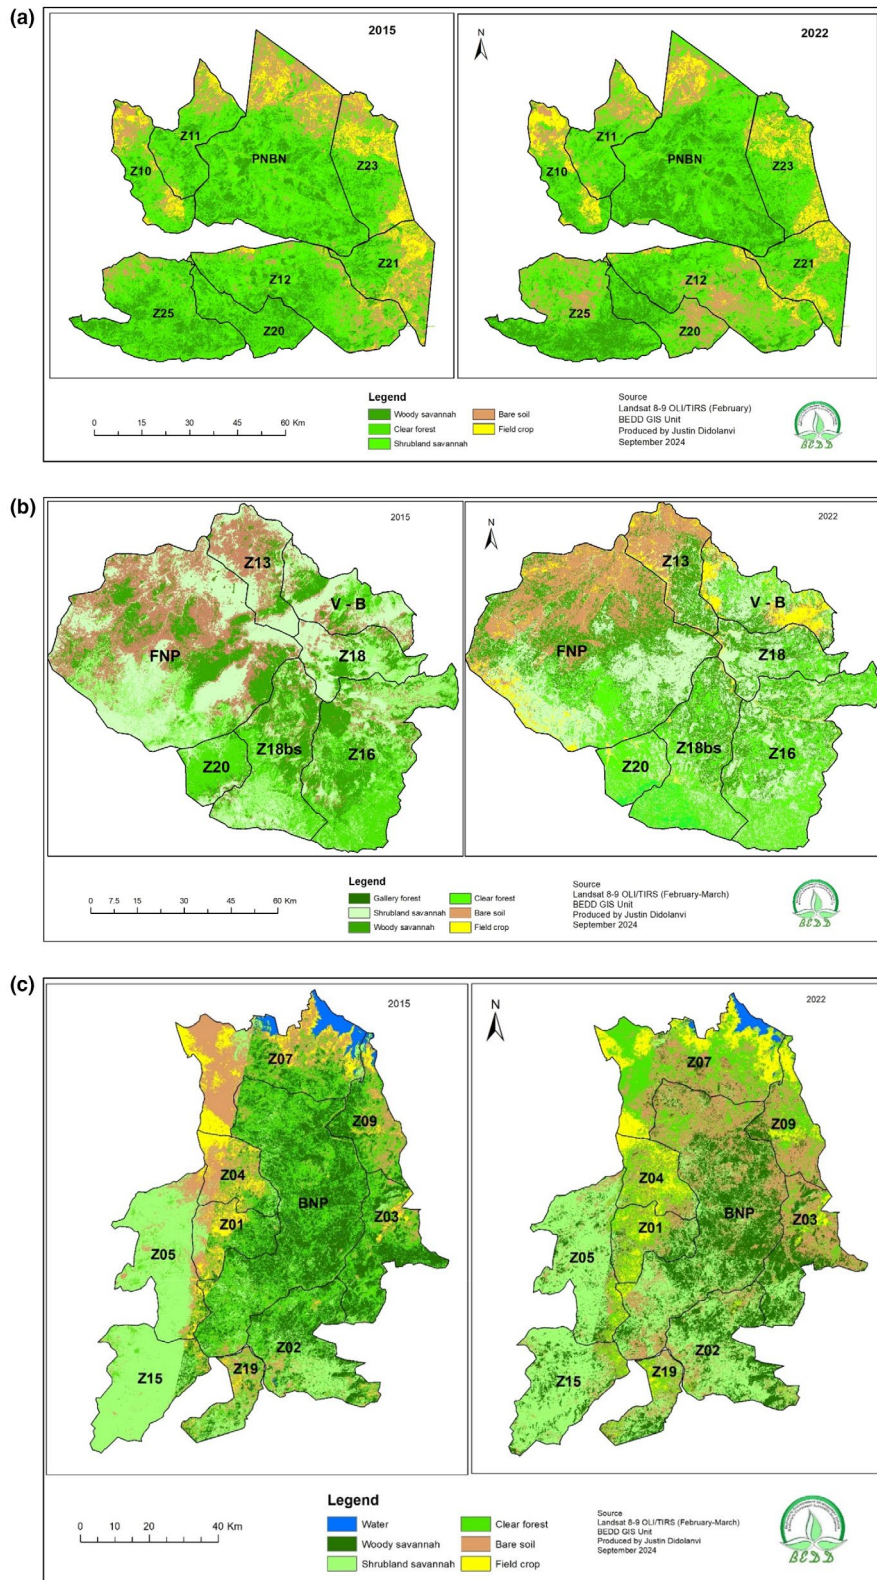 (a)
2015
2022
N
Z11
PNBN
Z23
Z10
Z21
Z12
Z25
Z20
Z11
PNBN
Z23
Z10
Z21
Z12
Z25
Z20
0 15 30 45 60 Km
Legend
Woody savannah
Clear forest
Shrubland savannah
Bare soil
Field crop
Source
Landsat 8-9 OLI/TIRS (February)
BEDD GIS Unit
Produced by Justin Didolanvi
September 2024
BEDD
(b)
2015
2022
N
Z13
V - B
FNP
Z18
Z18bs
Z16
Z20
Z13
V - B
FNP
Z18
Z18bs
Z16
Z20
0 7.5 15 30 45 60 Km
Legend
Gallery forest
Shrubland savannah
Woody savannah
Clear forest
Bare soil
Field crop
Source
Landsat 8-9 OLI/TIRS (February-March)
BEDD GIS Unit
Produced by Justin Didolanvi
September 2024
BEDD
(c)
2015
2022
N
Z07
Z09
Z04
BNP
Z03
Z01
Z05
Z02
Z19
Z15
Z07
Z09
Z04
BNP
Z03
Z01
Z05
Z02
Z19
Z15
0 10 20 40 Km
Legend
Water
Woody savannah
Shrubland savannah
Clear forest
Bare soil
Field crop
Source
Landsat 8-9 OLI/TIRS (February-March)
BEDD GIS Unit
Produced by Justin Didolanvi
September 2024
BEDD